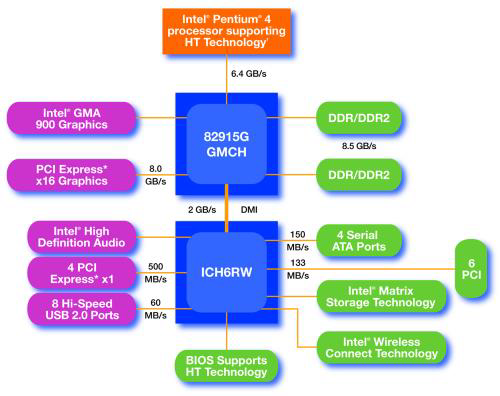 Intel® Pentium® 4
processor supporting
HT Technology¹
6.4 GB/s
Intel® GMA
900 Graphics
82915G
GMCH
DDR/DDR2
8.5 GB/s
PCI Express*
x16 Graphics
8.0
GB/s
DDR/DDR2
2 GB/s
DMI
Intel® High
Definition Audio
4 PCI
Express* x1
500
MB/s
8 Hi-Speed
USB 2.0 Ports
60
MB/s
ICH6RW
150
MB/s
4 Serial
ATA Ports
133
MB/s
6
PCI
Intel® Matrix
Storage Technology
Intel® Wireless
Connect Technology
BIOS Supports
HT Technology